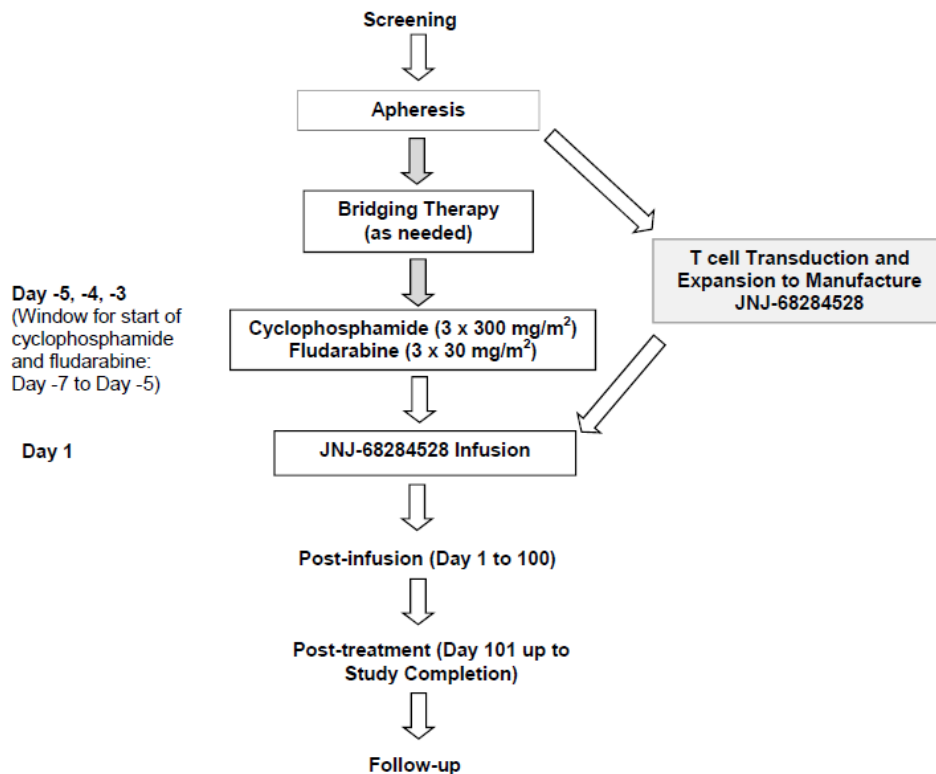 Screening
Apheresis
Bridging Therapy
(as needed)
T cell Transduction and
Expansion to Manufacture
JNJ-68284528
Day -5, -4, -3
(Window for start of
cyclophosphamide
and fludarabine:
Day -7 to Day -5)
Cyclophosphamide (3 x 300 mg/m²)
Fludarabine (3 x 30 mg/m²)
Day 1
JNJ-68284528 Infusion
Post-infusion (Day 1 to 100)
Post-treatment (Day 101 up to
Study Completion)
Follow-up